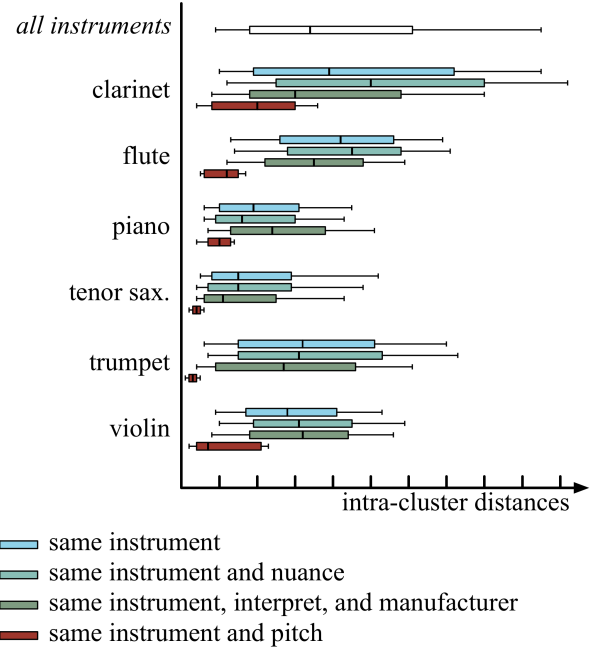 all instruments
clarinet
flute
piano
tenor sax.
trumpet
violin
intra-cluster distances
same instrument
same instrument and nuance
same instrument, interpret, and manufacturer
same instrument and pitch